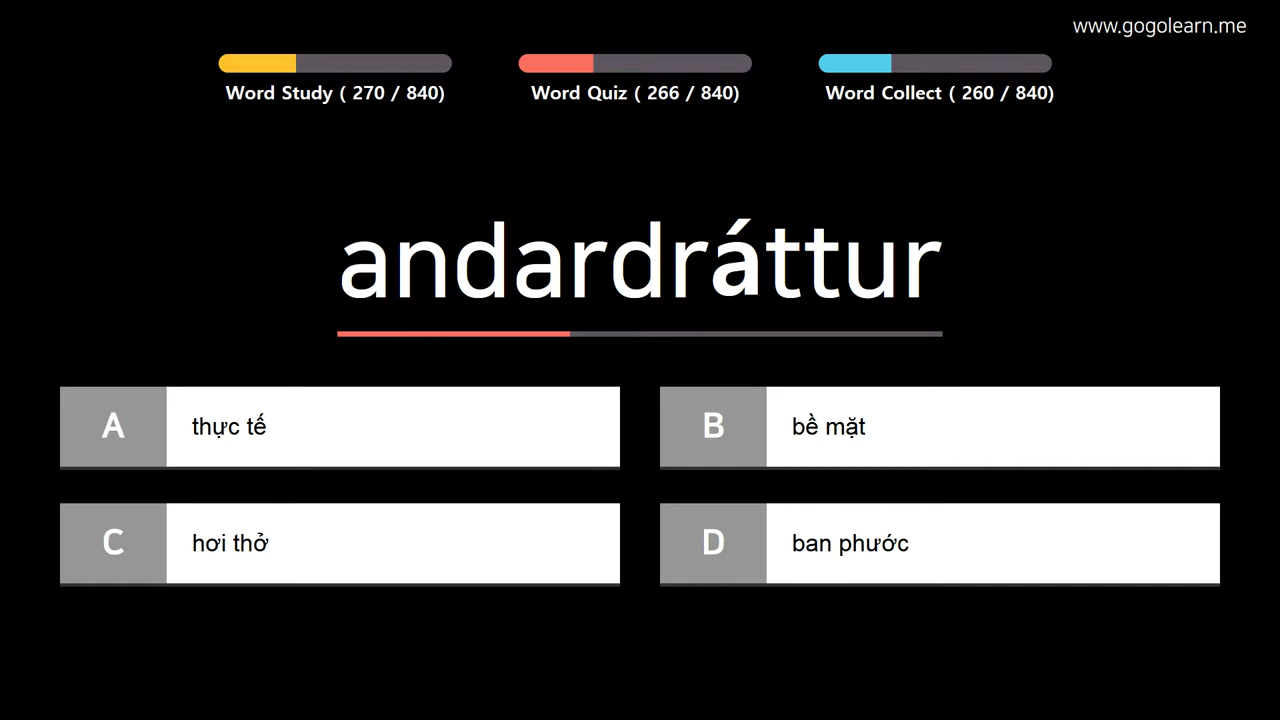 www.gogolearn.me
Word Study ( 270 / 840)
Word Quiz ( 266 / 840)
Word Collect ( 260 / 840)
andardráttur
A thực tế
B bề mặt
C hơi thở
D ban phước